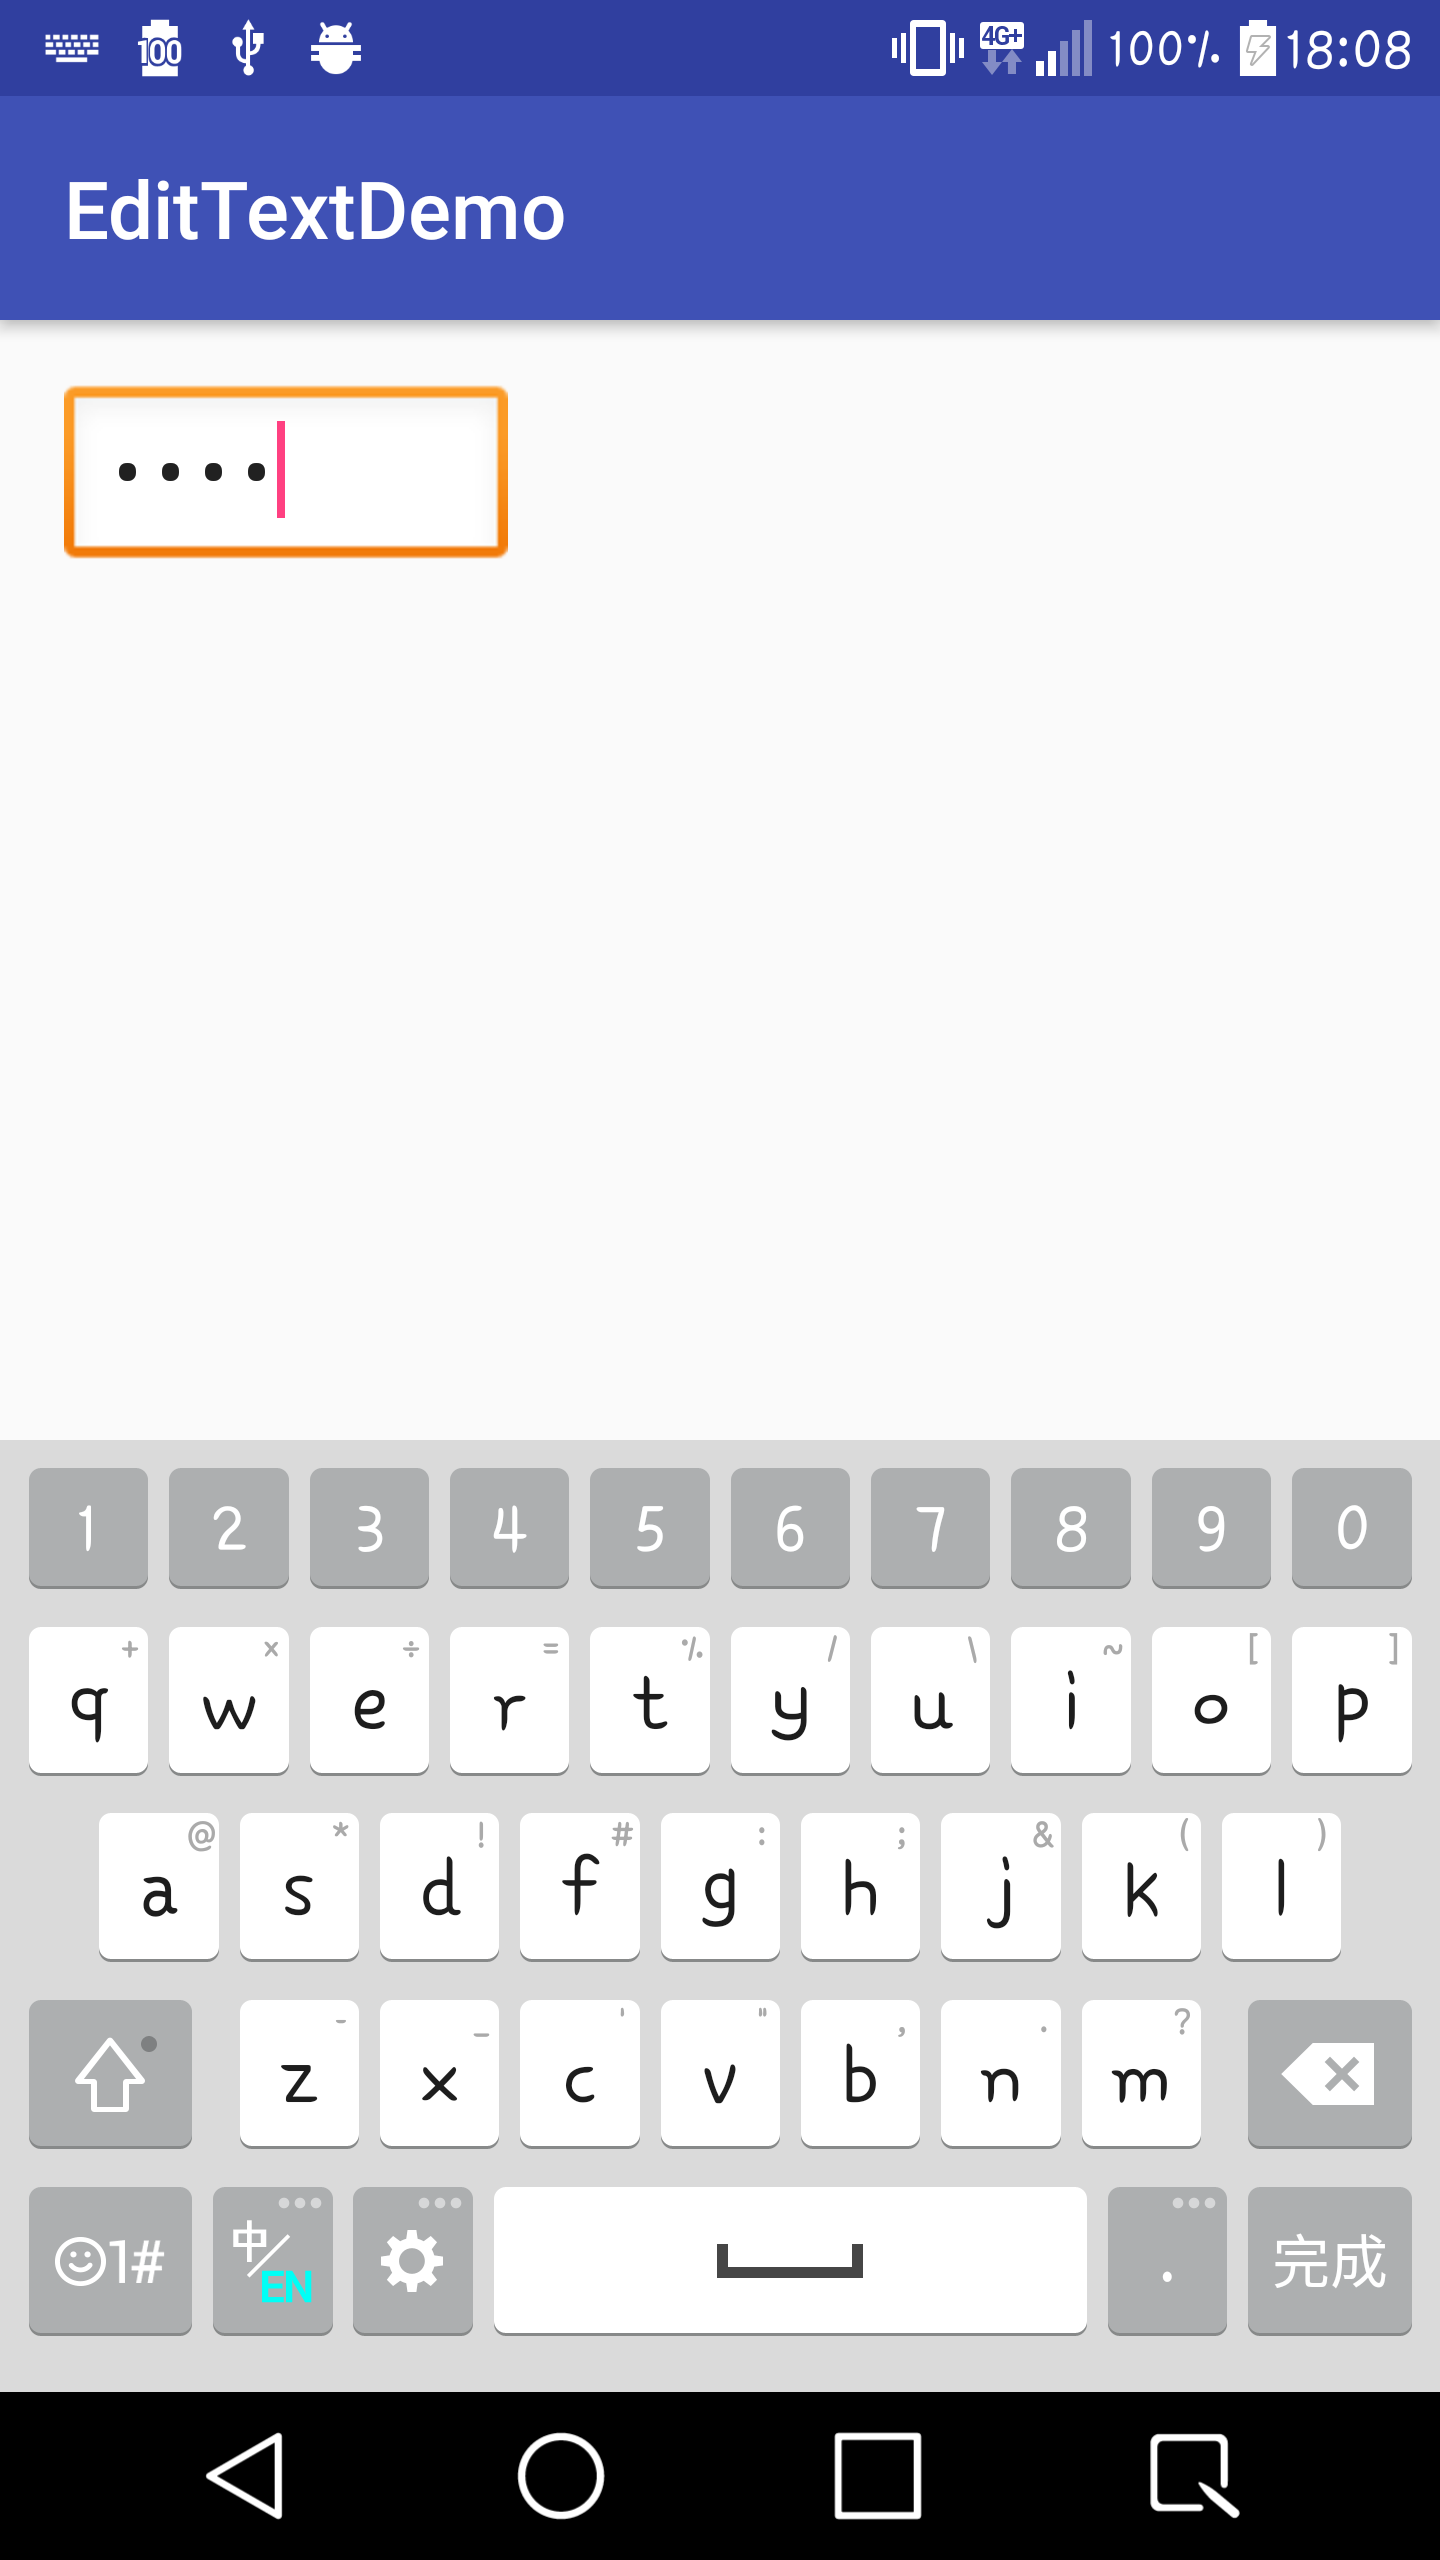 100 4G+ 100% 18:08
EditTextDemo
••••
1 2 3 4 5 6 7 8 9 0
+ × ÷ = % / \ ~ [ ]
q w e r t y u i o p
@ * ! # : ; & ( )
a s d f g h j k l
- _ ' " , . ?
z x c v b n m
1# 中/EN . 完成